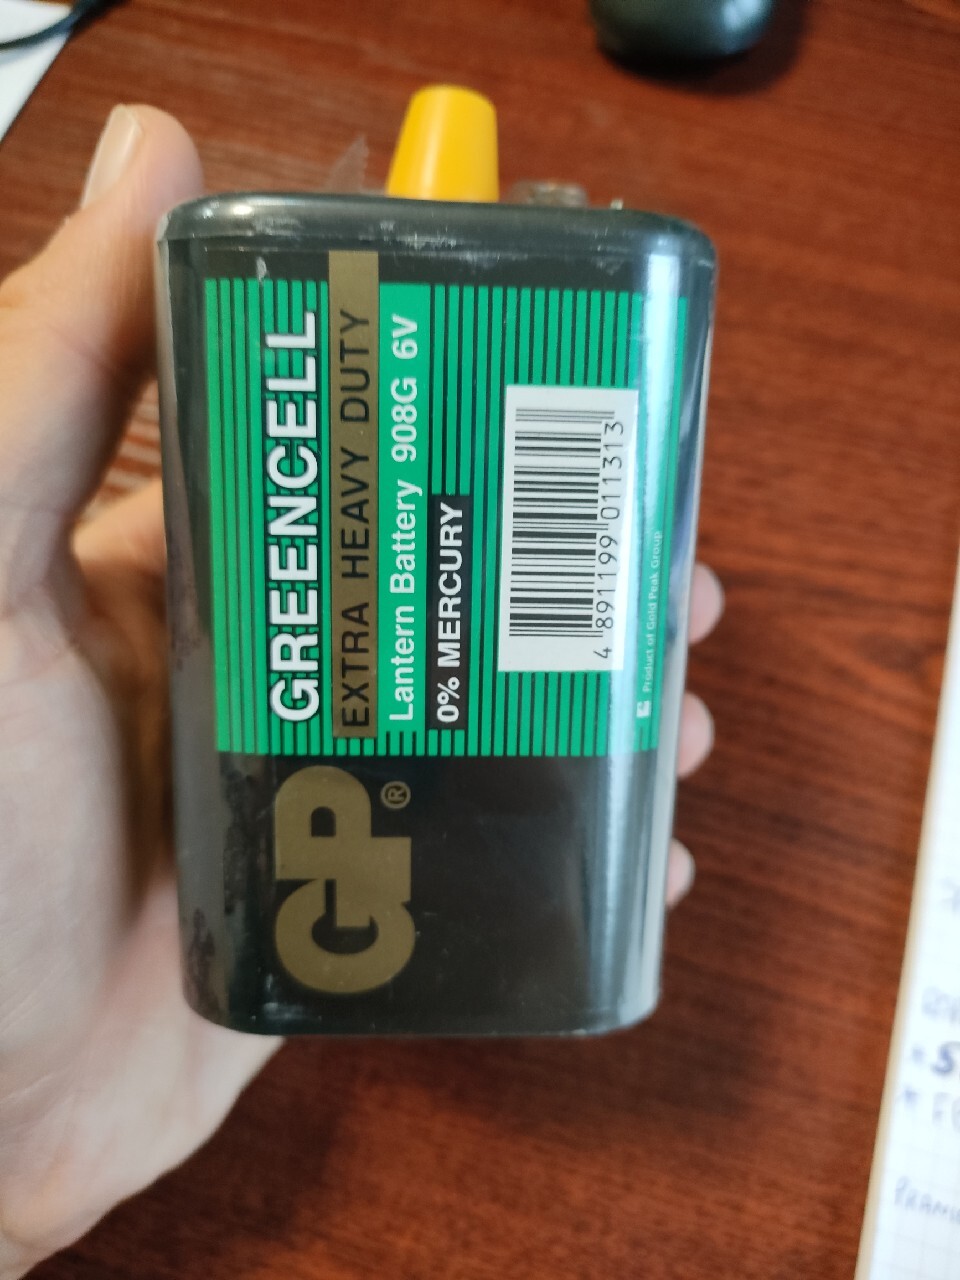 GP®
GREENCELL
EXTRA HEAVY DUTY
Lantern Battery 908G 6V
0% MERCURY
4 891199 011313
Product of Gold Peak Group